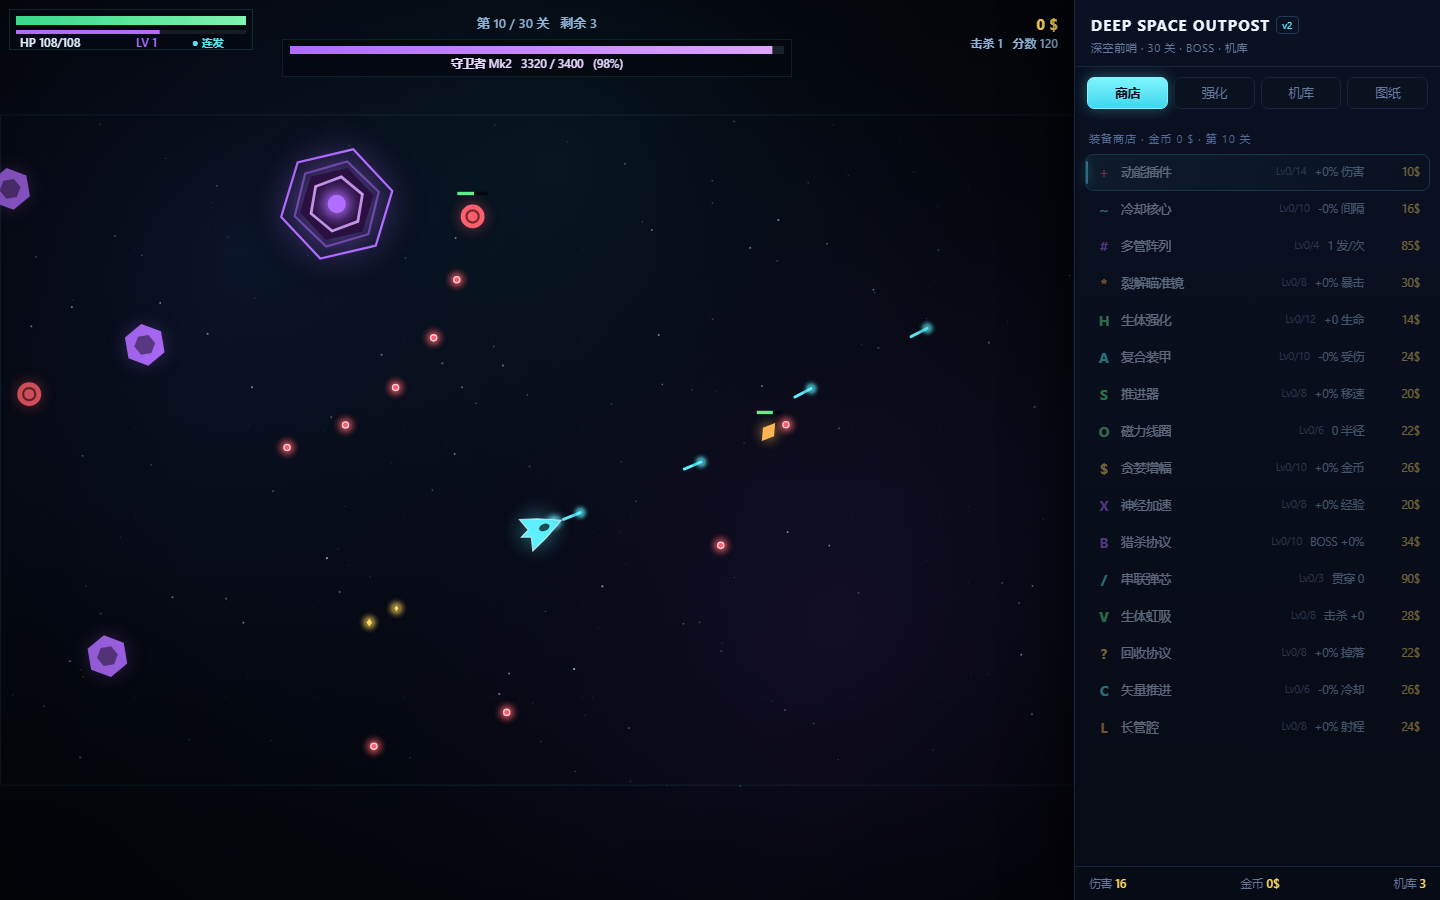 第 10 / 30 关   剩余 3
HP 108/108   LV 1   ● 连发
守卫者 Mk2   3320 / 3400   (98%)
0 $
击杀 1   分数 120
DEEP SPACE OUTPOST v2
深空前哨 · 30 关 · BOSS · 机库
商店   强化   机库   图纸
装备商店 · 金币 0 $ · 第 10 关
+ 动能插件 Lv0/14 +0% 伤害 10$
~ 冷却核心 Lv0/10 -0% 间隔 16$
# 多管阵列 Lv0/4 1 发/次 85$
* 裂解瞄准镜 Lv0/8 +0% 暴击 30$
H 生体强化 Lv0/12 +0 生命 14$
A 复合装甲 Lv0/10 -0% 受伤 24$
S 推进器 Lv0/8 +0% 移速 20$
O 磁力线圈 Lv0/6 0 半径 22$
$ 贪婪增幅 Lv0/10 +0% 金币 26$
X 神经加速 Lv0/8 +0% 经验 20$
B 猎杀协议 Lv0/10 BOSS +0% 34$
/ 串联弹芯 Lv0/3 贯穿 0 90$
V 生体虹吸 Lv0/8 击杀 +0 28$
? 回收协议 Lv0/8 +0% 掉落 22$
C 矢量推进 Lv0/6 -0% 冷却 26$
L 长管腔 Lv0/8 +0% 射程 24$
伤害 16   金币 0$   机库 3